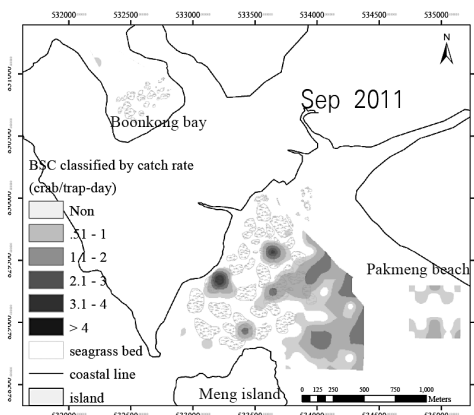 532000 532500 533000 533500 534000 534500 535000
N
Sep 2011
Boonkong bay
BSC classified by catch rate
(crab/trap-day)
Non
.51 - 1
1.1 - 2
2.1 - 3
3.1 - 4
> 4
seagrass bed
coastal line
island
Pakmeng beach
Meng island
0 125 250 500 750 1,000
Meters